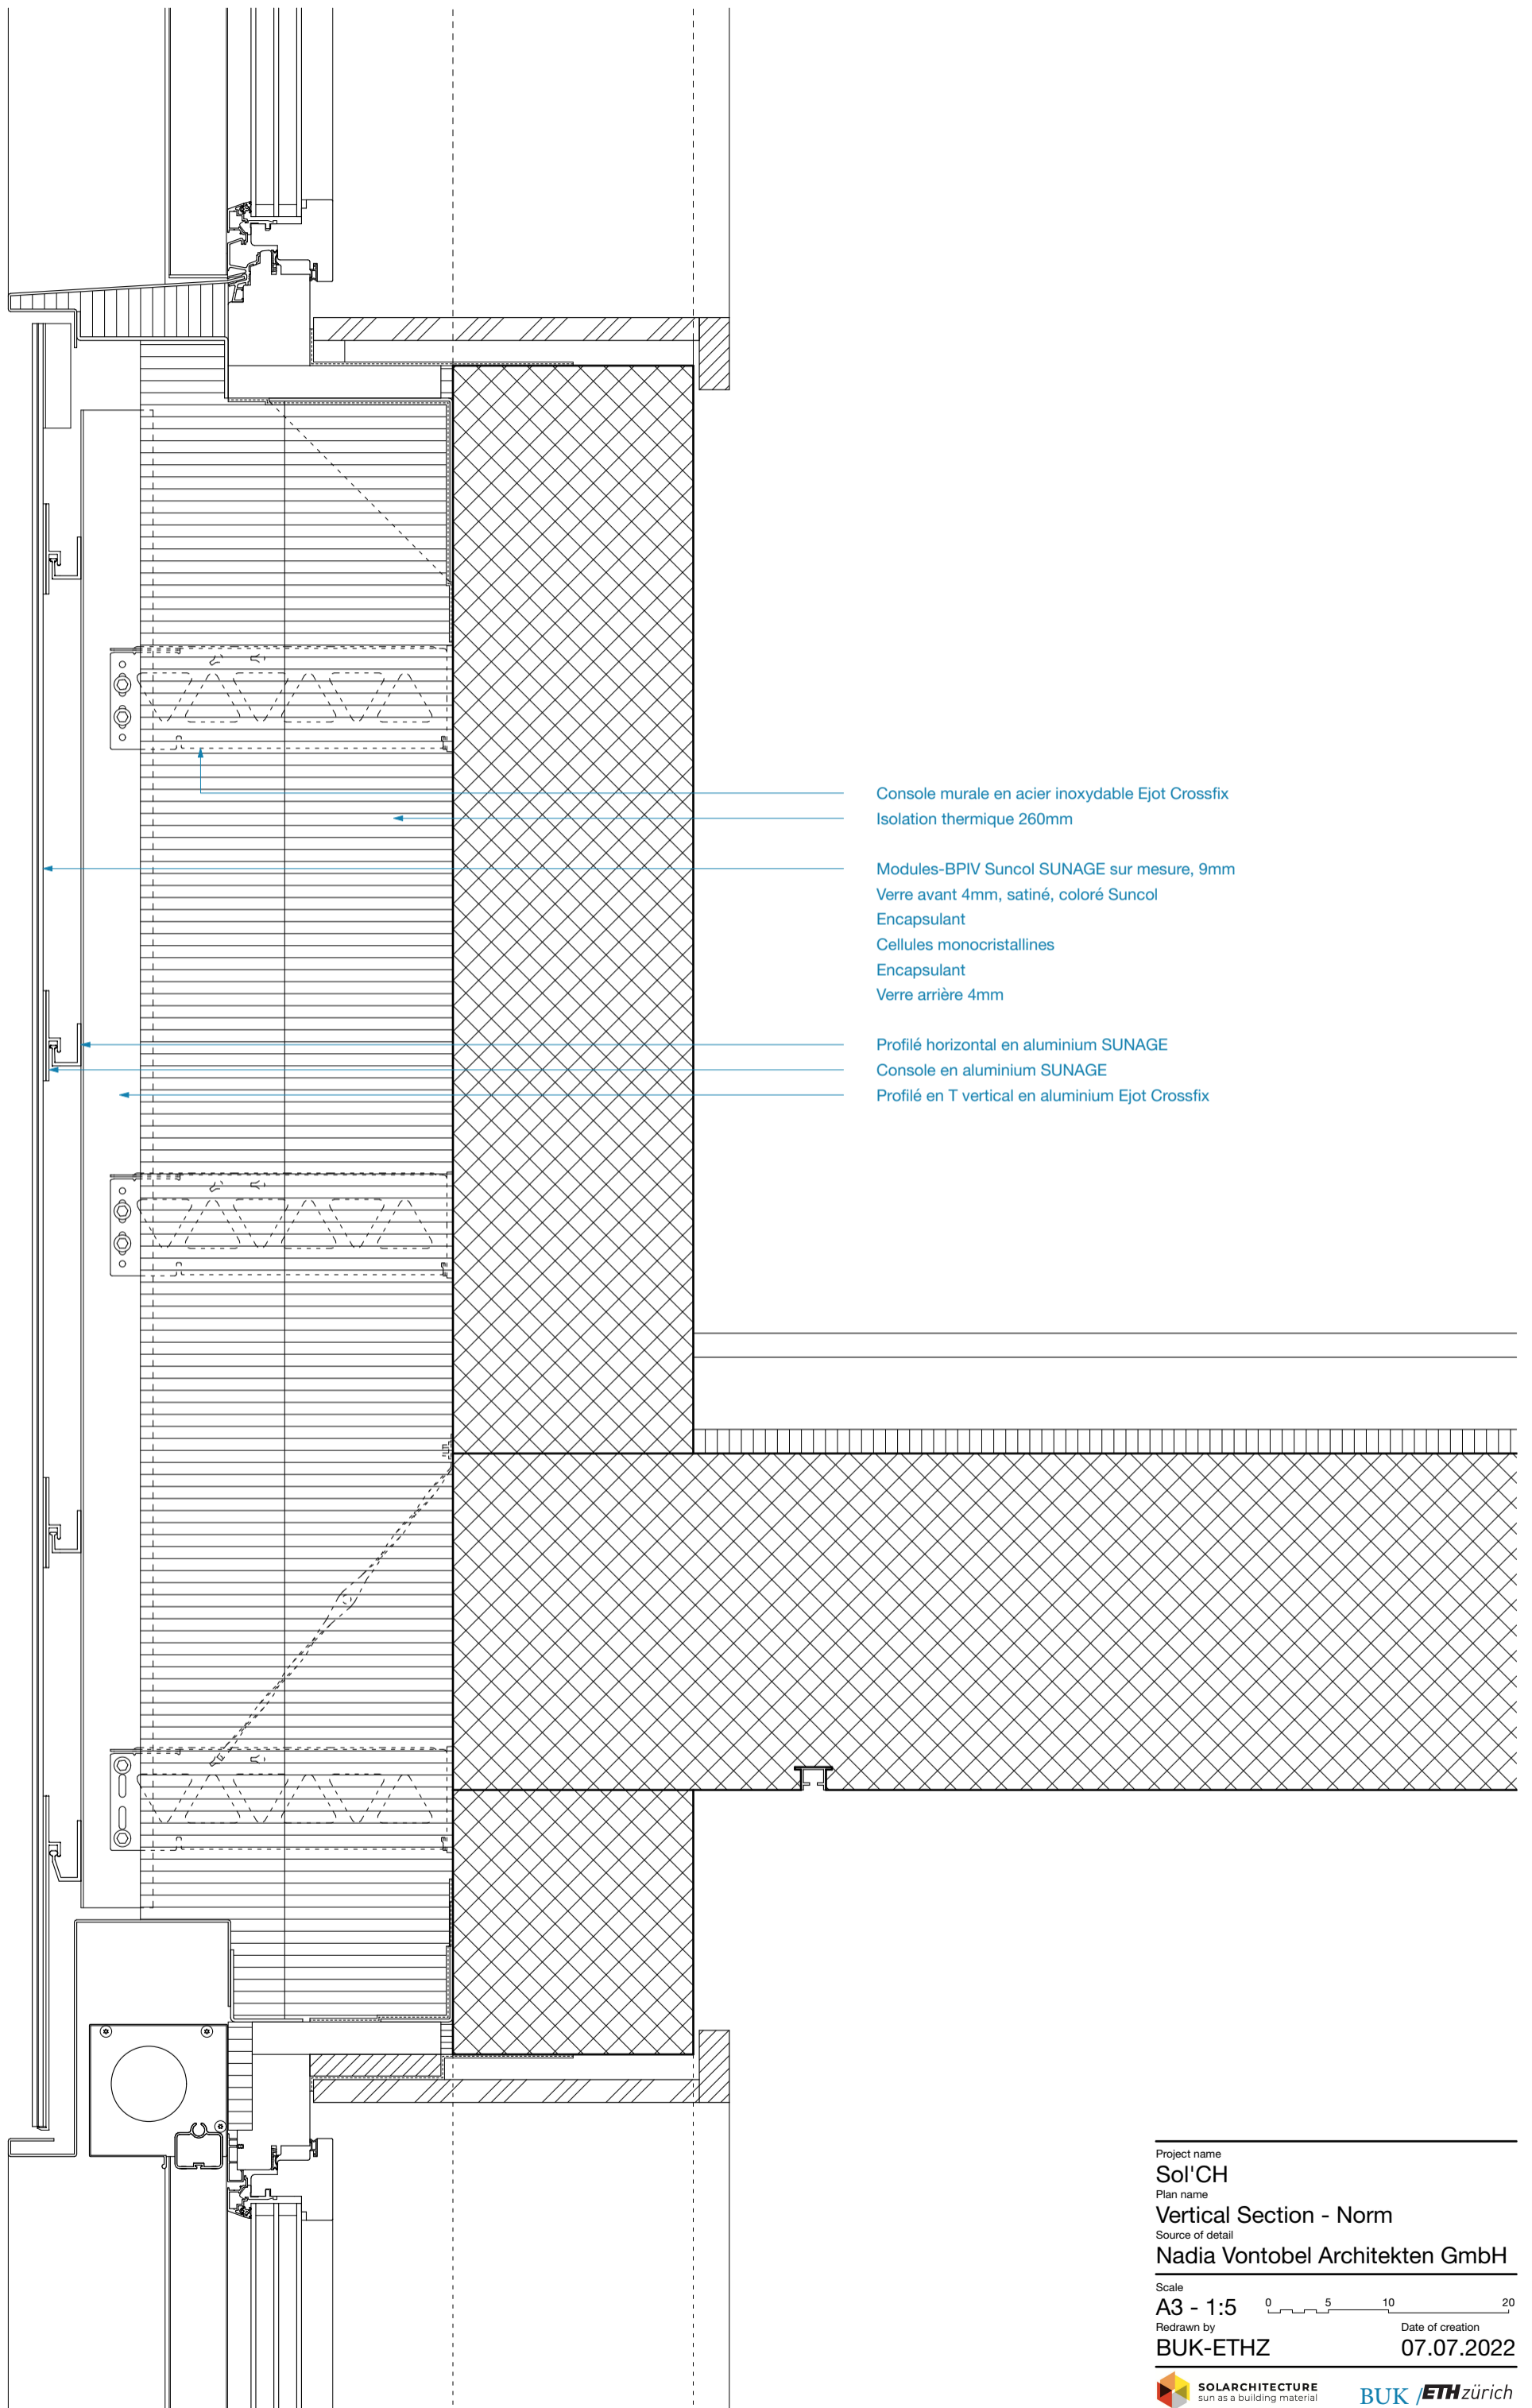 Console murale en acier inoxydable Ejot Crossfix
Isolation thermique 260mm
Modules-BPIV Suncol SUNAGE sur mesure, 9mm
Verre avant 4mm, satiné, coloré Suncol
Encapsulant
Cellules monocristallines
Encapsulant
Verre arrière 4mm
Profilé horizontal en aluminium SUNAGE
Console en aluminium SUNAGE
Profilé en T vertical en aluminium Ejot Crossfix
Project name
Sol'CH
Plan name
Vertical Section - Norm
Source of detail
Nadia Vontobel Architekten GmbH
Scale
A3 - 1:5 0 5 10 20
Redrawn by Date of creation
BUK-ETHZ 07.07.2022
SOLARCHITECTURE
sun as a building material
BUK /ETH zürich